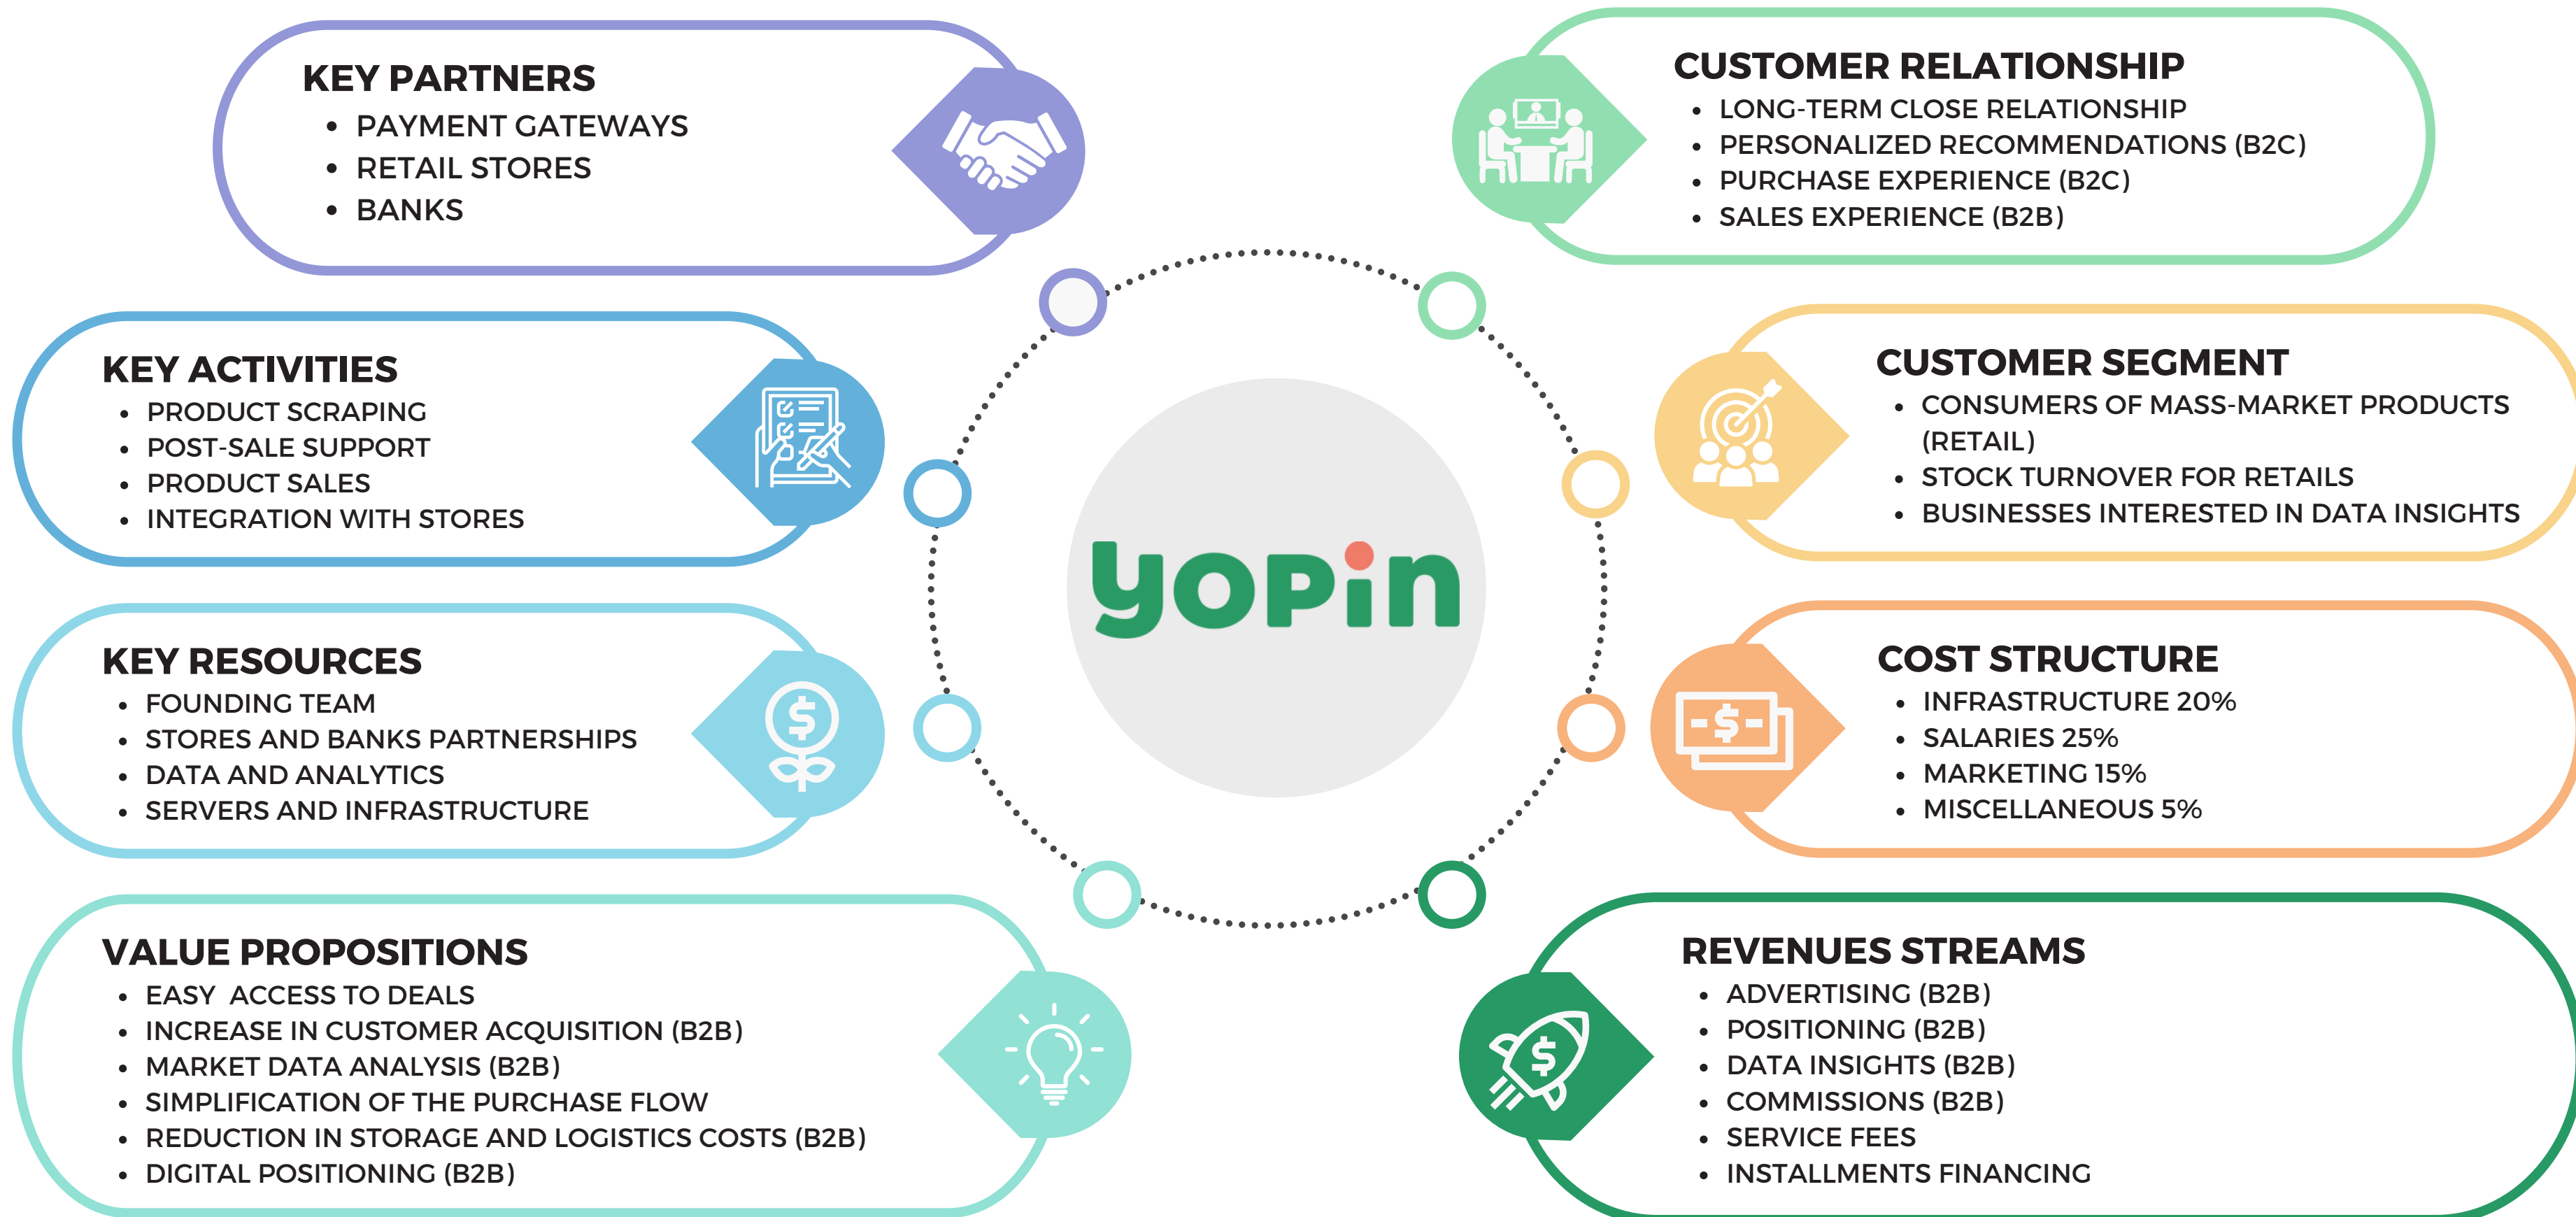 KEY PARTNERS
• PAYMENT GATEWAYS
• RETAIL STORES
• BANKS
KEY ACTIVITIES
• PRODUCT SCRAPING
• POST-SALE SUPPORT
• PRODUCT SALES
• INTEGRATION WITH STORES
KEY RESOURCES
• FOUNDING TEAM
• STORES AND BANKS PARTNERSHIPS
• DATA AND ANALYTICS
• SERVERS AND INFRASTRUCTURE
VALUE PROPOSITIONS
• EASY ACCESS TO DEALS
• INCREASE IN CUSTOMER ACQUISITION (B2B)
• MARKET DATA ANALYSIS (B2B)
• SIMPLIFICATION OF THE PURCHASE FLOW
• REDUCTION IN STORAGE AND LOGISTICS COSTS (B2B)
• DIGITAL POSITIONING (B2B)
yopin
CUSTOMER RELATIONSHIP
• LONG-TERM CLOSE RELATIONSHIP
• PERSONALIZED RECOMMENDATIONS (B2C)
• PURCHASE EXPERIENCE (B2C)
• SALES EXPERIENCE (B2B)
CUSTOMER SEGMENT
• CONSUMERS OF MASS-MARKET PRODUCTS
(RETAIL)
• STOCK TURNOVER FOR RETAILS
• BUSINESSES INTERESTED IN DATA INSIGHTS
COST STRUCTURE
• INFRASTRUCTURE 20%
• SALARIES 25%
• MARKETING 15%
• MISCELLANEOUS 5%
REVENUES STREAMS
• ADVERTISING (B2B)
• POSITIONING (B2B)
• DATA INSIGHTS (B2B)
• COMMISSIONS (B2B)
• SERVICE FEES
• INSTALLMENTS FINANCING
$
$
$